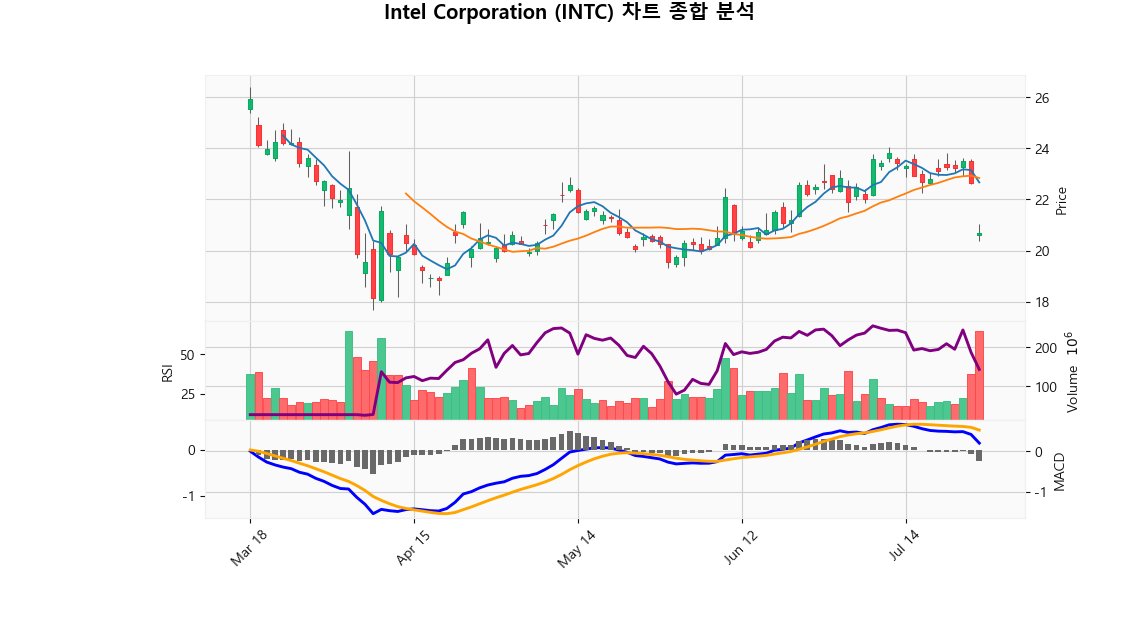 Intel Corporation (INTC) 차트 종합 분석
26
24
22
20
18
Price
50
25
RSI
200
100
Volume 10⁶
0
-1
0
-1
MACD
Mar 18
Apr 15
May 14
Jun 12
Jul 14